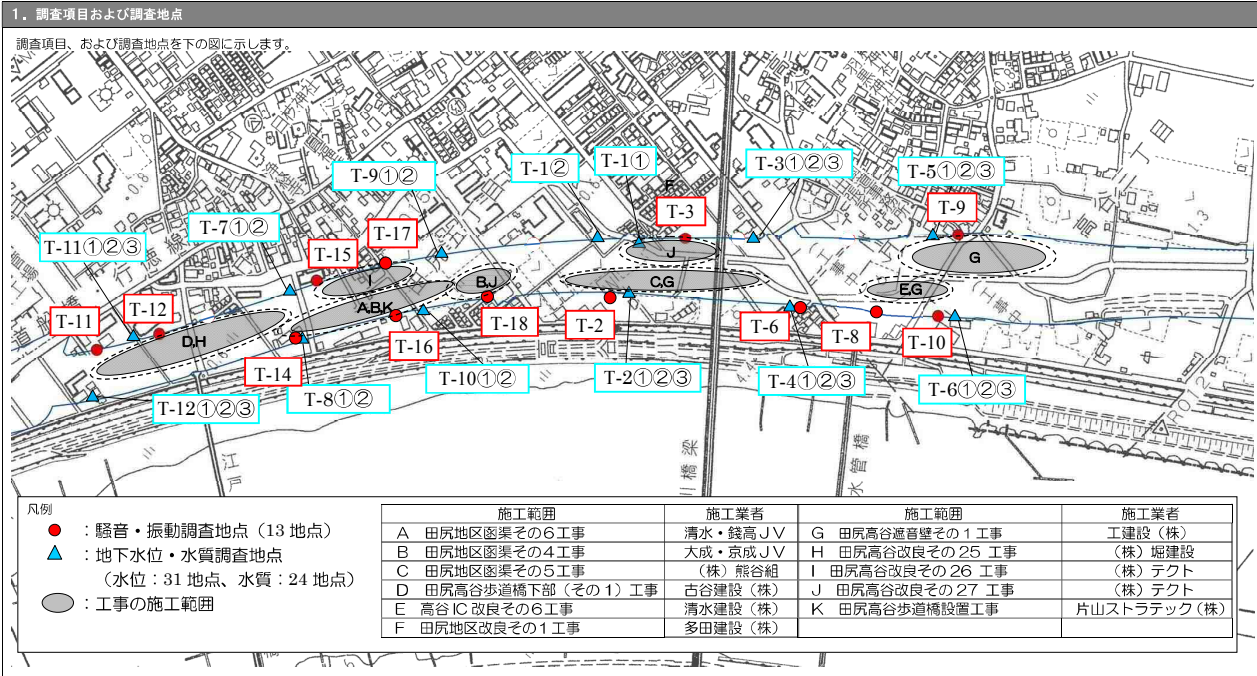 1. 調査項目および調査地点
調査項目、および調査地点を下の図に示します。
T-9①②
T-1②
T-1①
T-3①②③
T-5①②③
F
T-3
T-9
T-7①②
T-11①②③
T-17
T-15
J
G
I
B,J
C,G
E,G
A,B,K
T-12
T-11
D,H
T-18
T-2
T-6
T-8
T-10
T-16
T-14
T-10①②
T-2①②③
T-4①②③
T-6①②③
T-8①②
T-12①②③
江戸
川橋梁
水管橋
凡例
:騒音・振動調査地点(13地点)
:地下水位・水質調査地点
(水位:31地点、水質:24地点)
:工事の施工範囲
施工範囲 施工業者 施工範囲 施工業者
A 田尻地区函渠その6工事 清水・錢高JV G 田尻高谷遮音壁その1工事 工建設(株)
B 田尻地区函渠その4工事 大成・京成JV H 田尻高谷改良その25工事 (株)堀建設
C 田尻地区函渠その5工事 (株)熊谷組 I 田尻高谷改良その26工事 (株)テクト
D 田尻高谷歩道橋下部(その1)工事 古谷建設(株) J 田尻高谷改良その27工事 (株)テクト
E 高谷IC改良その6工事 清水建設(株) K 田尻高谷歩道橋設置工事 片山ストラテック(株)
F 田尻地区改良その1工事 多田建設(株)